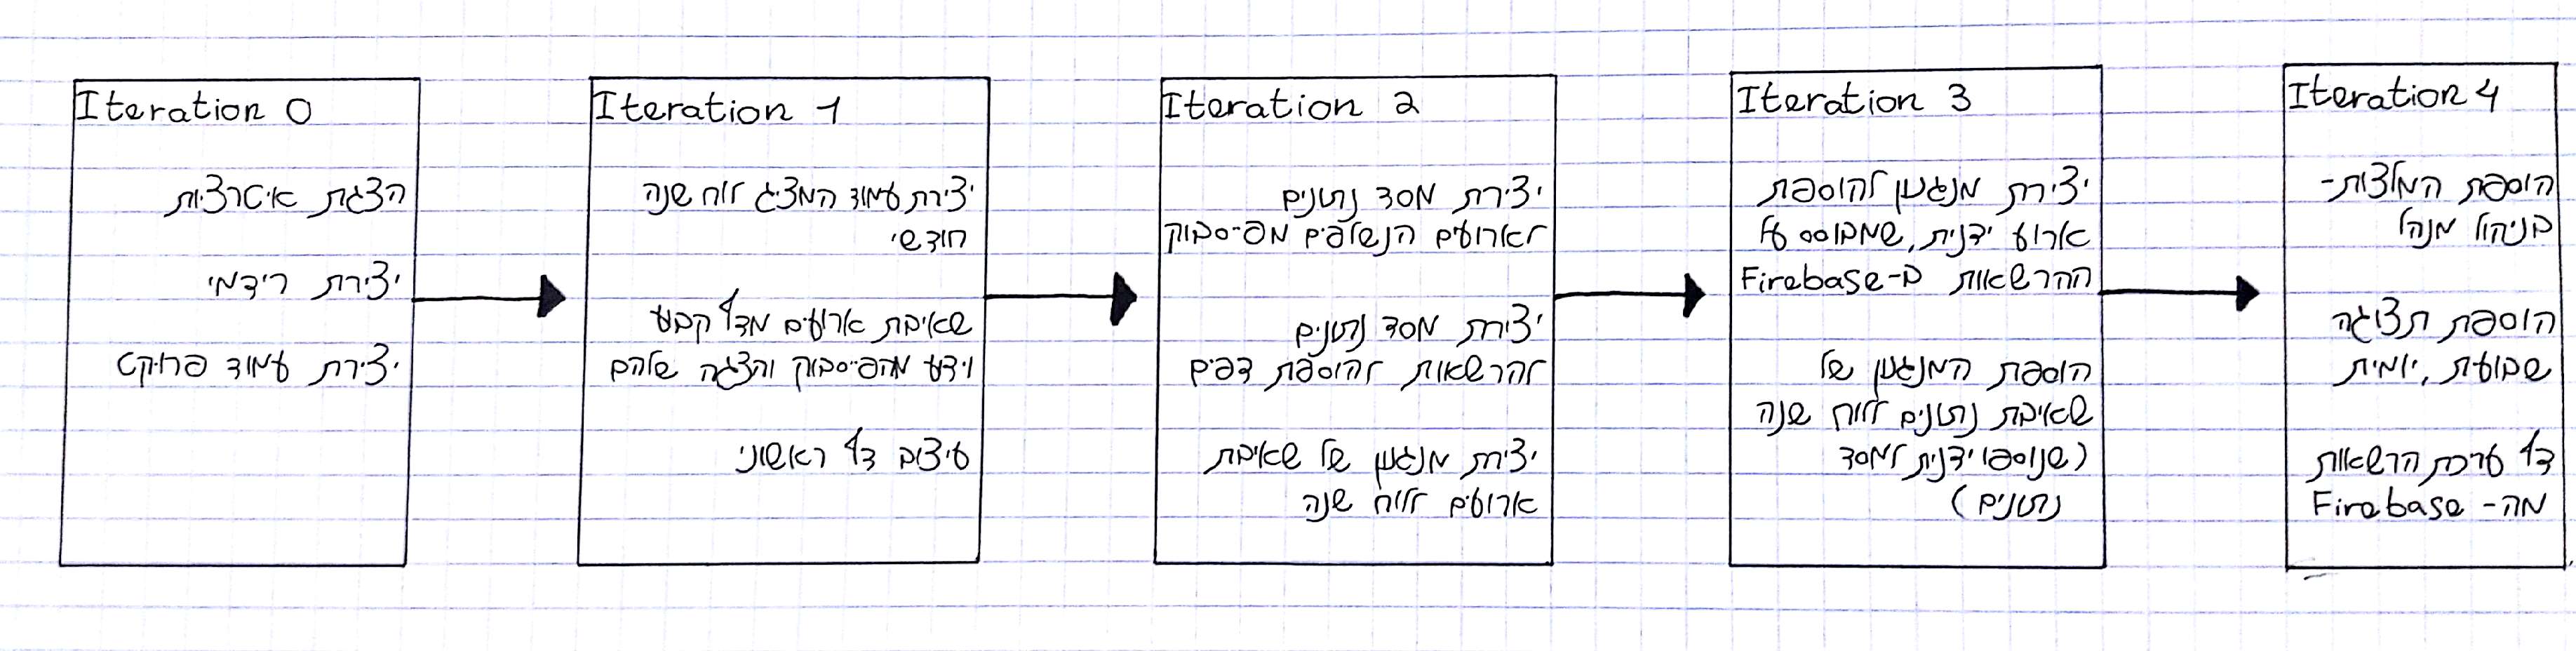 Iteration 0
הצגת איטרציות
יצירת רידמי
יצירת עמוד פרויקט
Iteration 1
יצירת עמוד המציג לוח שנה
חודשי
שאיבת ארועים מדף קבוע
וידע מהפייסבוק והצגה שלהם
עיצוב דף ראשוני
Iteration 2
יצירת מסד נתונים
לארועים הנשלפים מפייסבוק
יצירת מסד נתונים
להרשאות להוספת דפים
יצירת מנגנון של שאיבת
ארועים ללוח שנה
Iteration 3
יצירת מנגנון להוספת
ארוע ידנית, שמבוסס על
ההרשאות ב-Firebase
הוספת המנגנון של
שאיבת נתונים ללוח שנה
(שנוספו ידנית למסד
נתונים)
Iteration 4
הוספת המלצות-
בניהול מנהל
הוספת תצוגה
שבועית, יומית
דף ערכת הרשאות
מה- Firebase